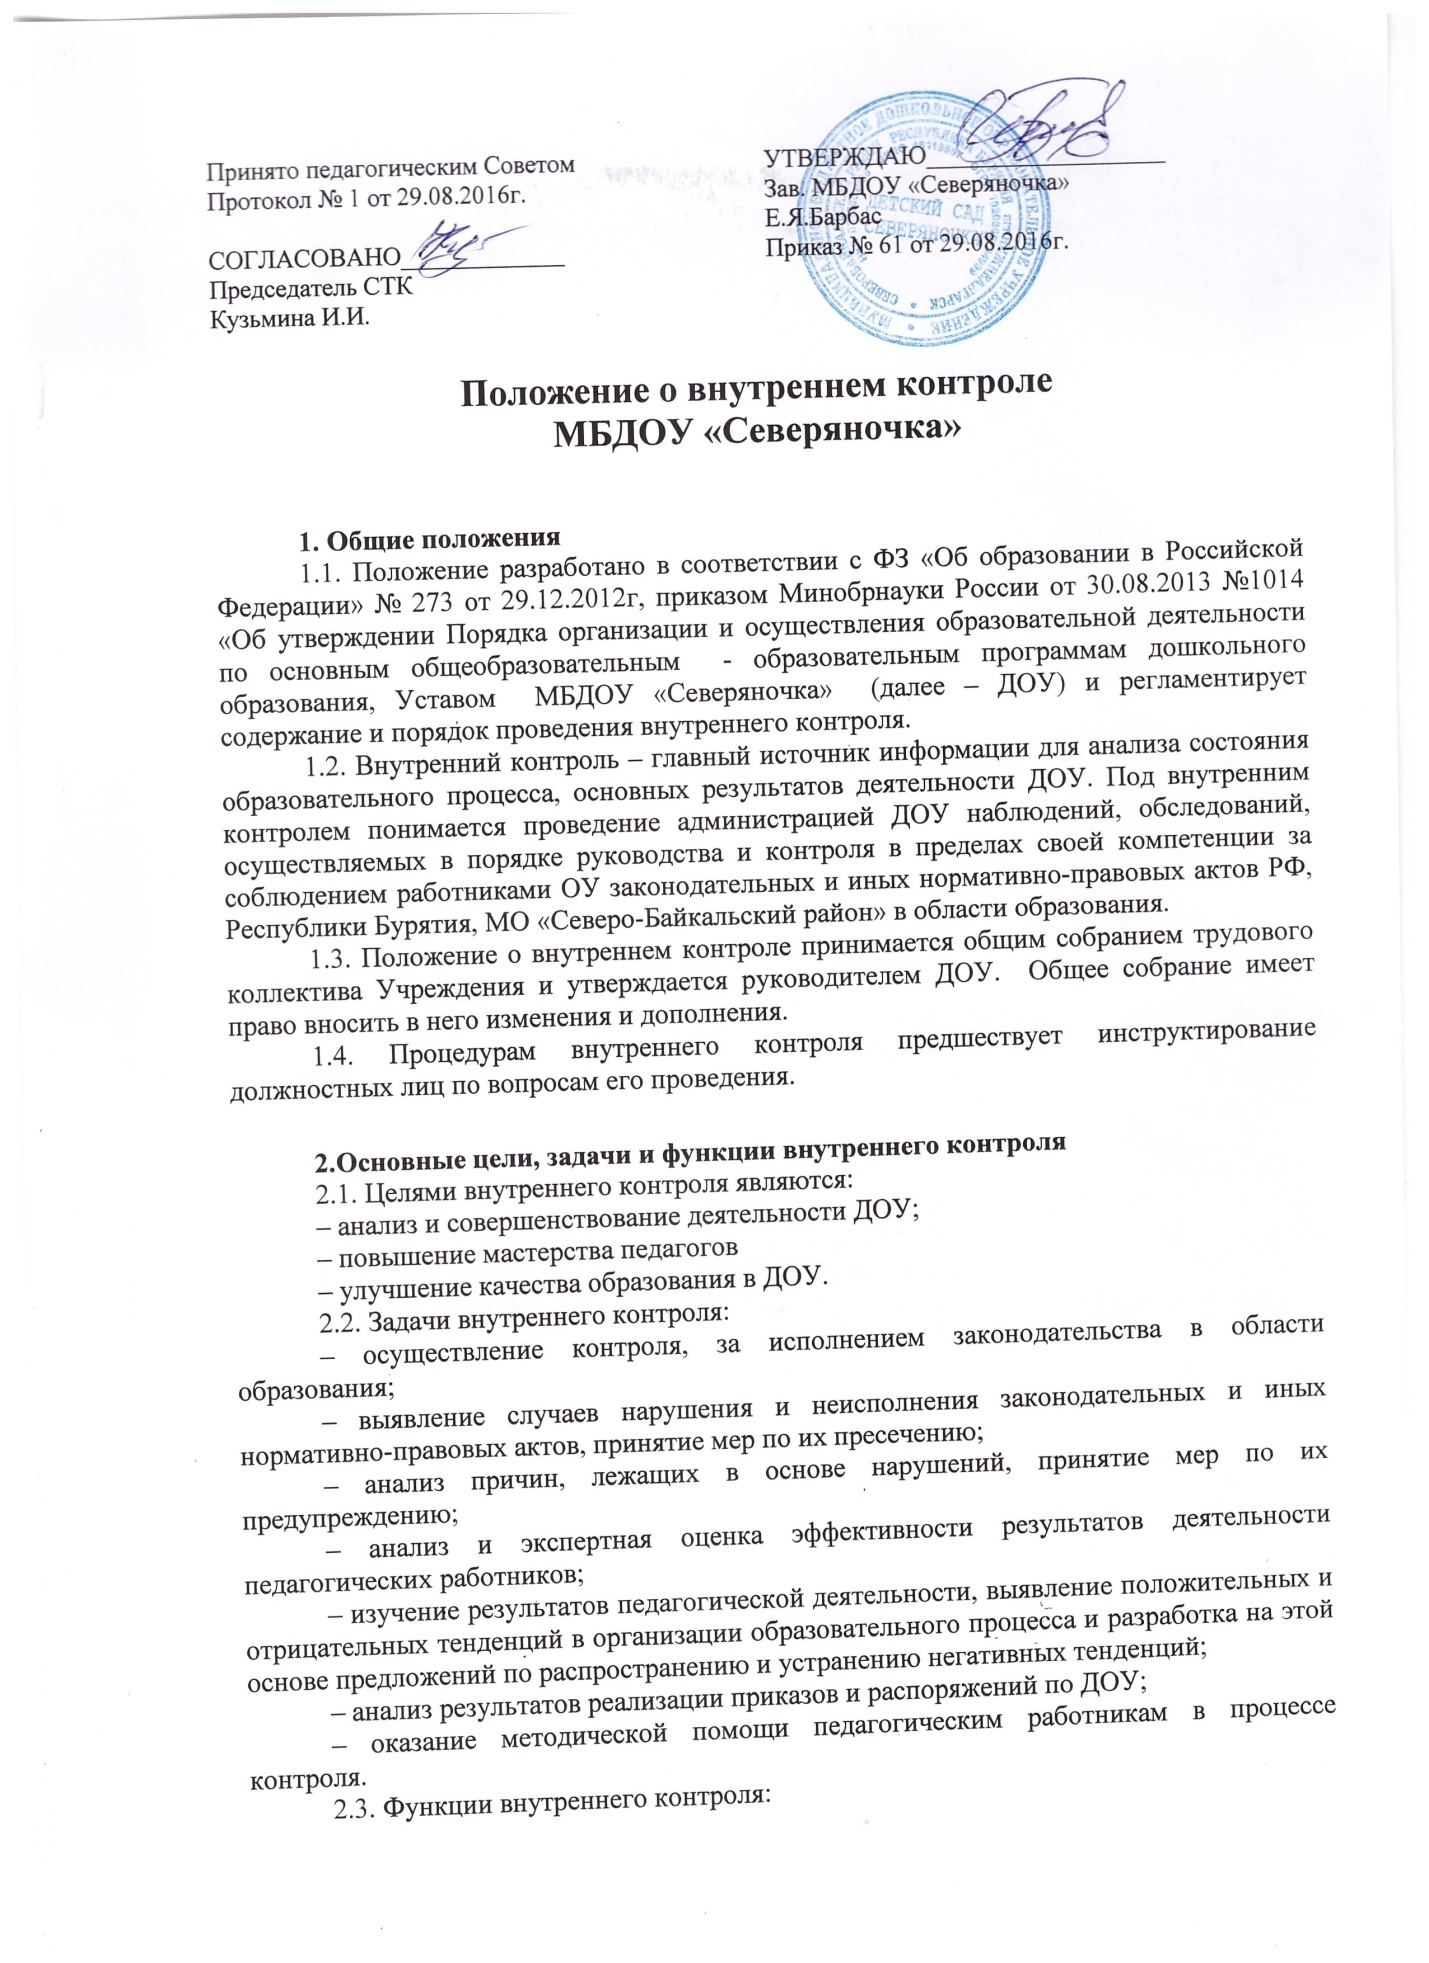 Принято педагогическим Советом
Протокол № 1 от 29.08.2016г.
СОГЛАСОВАНО____________
Председатель СТК
Кузьмина И.И.
УТВЕРЖДАЮ__________________
Зав. МБДОУ «Северяночка»
Е.Я.Барбас
Приказ № 61 от 29.08.2016г.
ДЕТСКИЙ САД
СЕВЕРЯНОЧКА
Положение о внутреннем контроле
МБДОУ «Северяночка»
1. Общие положения
1.1. Положение разработано в соответствии с ФЗ «Об образовании в Российской
Федерации» № 273 от 29.12.2012г, приказом Минобрнауки России от 30.08.2013 №1014
«Об утверждении Порядка организации и осуществления образовательной деятельности
по основным общеобразовательным - образовательным программам дошкольного
образования, Уставом МБДОУ «Северяночка» (далее – ДОУ) и регламентирует
содержание и порядок проведения внутреннего контроля.
1.2. Внутренний контроль – главный источник информации для анализа состояния
образовательного процесса, основных результатов деятельности ДОУ. Под внутренним
контролем понимается проведение администрацией ДОУ наблюдений, обследований,
осуществляемых в порядке руководства и контроля в пределах своей компетенции за
соблюдением работниками ОУ законодательных и иных нормативно-правовых актов РФ,
Республики Бурятия, МО «Северо-Байкальский район» в области образования.
1.3. Положение о внутреннем контроле принимается общим собранием трудового
коллектива Учреждения и утверждается руководителем ДОУ. Общее собрание имеет
право вносить в него изменения и дополнения.
1.4. Процедурам внутреннего контроля предшествует инструктирование
должностных лиц по вопросам его проведения.
2.Основные цели, задачи и функции внутреннего контроля
2.1. Целями внутреннего контроля являются:
– анализ и совершенствование деятельности ДОУ;
– повышение мастерства педагогов
– улучшение качества образования в ДОУ.
2.2. Задачи внутреннего контроля:
– осуществление контроля, за исполнением законодательства в области
образования;
– выявление случаев нарушения и неисполнения законодательных и иных
нормативно-правовых актов, принятие мер по их пресечению;
– анализ причин, лежащих в основе нарушений, принятие мер по их
предупреждению;
– анализ и экспертная оценка эффективности результатов деятельности
педагогических работников;
– изучение результатов педагогической деятельности, выявление положительных и
отрицательных тенденций в организации образовательного процесса и разработка на этой
основе предложений по распространению и устранению негативных тенденций;
– анализ результатов реализации приказов и распоряжений по ДОУ;
– оказание методической помощи педагогическим работникам в процессе
контроля.
2.3. Функции внутреннего контроля: